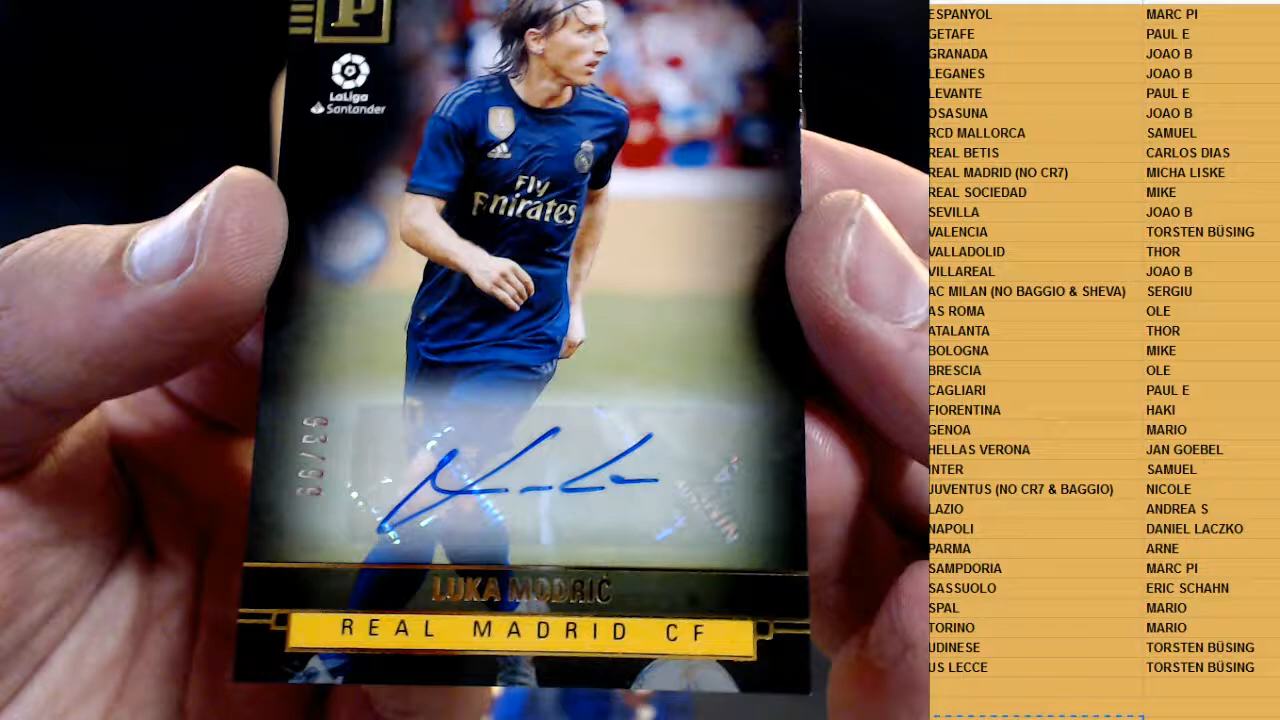 P
LaLiga
Santander
Fly
Emirates
63/99
LUKA MODRIĆ
REAL MADRID CF
ESPANYOL MARC PI
GETAFE PAUL E
GRANADA JOAO B
LEGANES JOAO B
LEVANTE PAUL E
OSASUNA JOAO B
RCD MALLORCA SAMUEL
REAL BETIS CARLOS DIAS
REAL MADRID (NO CR7) MICHA LISKE
REAL SOCIEDAD MIKE
SEVILLA JOAO B
VALENCIA TORSTEN BÜSING
VALLADOLID THOR
VILLAREAL JOAO B
AC MILAN (NO BAGGIO & SHEVA) SERGIU
AS ROMA OLE
ATALANTA THOR
BOLOGNA MIKE
BRESCIA OLE
CAGLIARI PAUL E
FIORENTINA HAKI
GENOA MARIO
HELLAS VERONA JAN GOEBEL
INTER SAMUEL
JUVENTUS (NO CR7 & BAGGIO) NICOLE
LAZIO ANDREA S
NAPOLI DANIEL LACZKO
PARMA ARNE
SAMPDORIA MARC PI
SASSUOLO ERIC SCHAHN
SPAL MARIO
TORINO MARIO
UDINESE TORSTEN BÜSING
US LECCE TORSTEN BÜSING